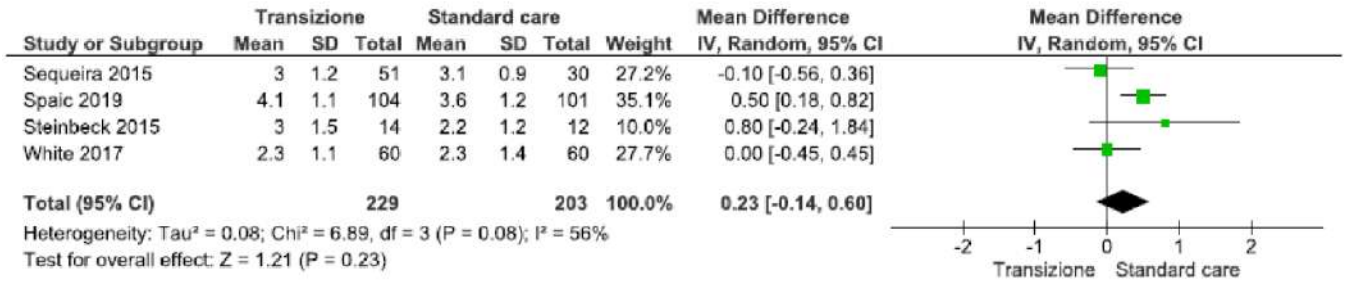 Transizione Standard care Mean Difference Mean Difference
Study or Subgroup Mean SD Total Mean SD Total Weight IV, Random, 95% CI IV, Random, 95% CI
Sequeira 2015 3 1.2 51 3.1 0.9 30 27.2% -0.10 [-0.56, 0.36]
Spaic 2019 4.1 1.1 104 3.6 1.2 101 35.1% 0.50 [0.18, 0.82]
Steinbeck 2015 3 1.5 14 2.2 1.2 12 10.0% 0.80 [-0.24, 1.84]
White 2017 2.3 1.1 60 2.3 1.4 60 27.7% 0.00 [-0.45, 0.45]
Total (95% CI) 229 203 100.0% 0.23 [-0.14, 0.60]
Heterogeneity: Tau² = 0.08; Chi² = 6.89, df = 3 (P = 0.08); I² = 56%
Test for overall effect: Z = 1.21 (P = 0.23)
-2 -1 0 1 2
Transizione Standard care